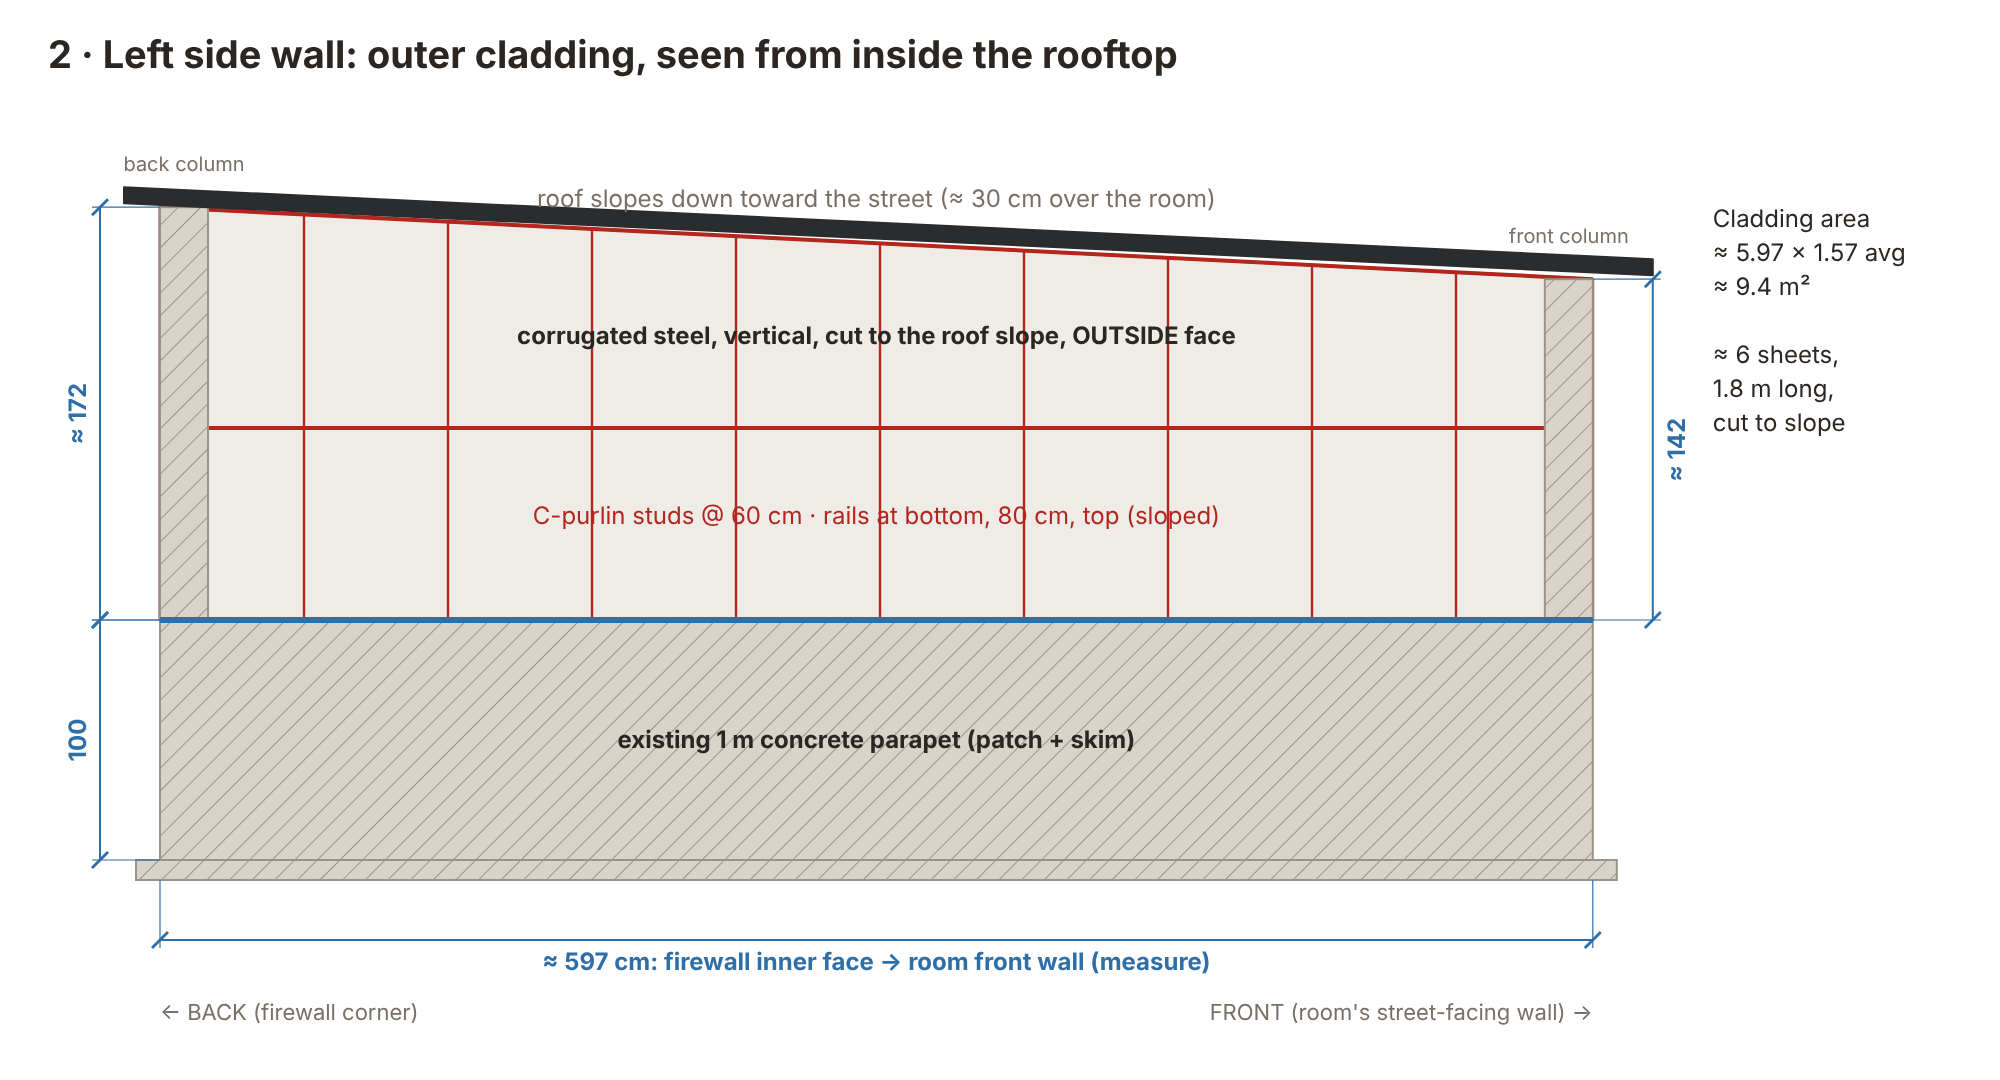 2 · Left side wall: outer cladding, seen from inside the rooftop
back column
roof slopes down toward the street (≈ 30 cm over the room)
front column
Cladding area
≈ 5.97 × 1.57 avg
≈ 9.4 m²
≈ 6 sheets,
1.8 m long,
cut to slope
corrugated steel, vertical, cut to the roof slope, OUTSIDE face
≈ 172
≈ 142
C-purlin studs @ 60 cm · rails at bottom, 80 cm, top (sloped)
100
existing 1 m concrete parapet (patch + skim)
≈ 597 cm: firewall inner face → room front wall (measure)
← BACK (firewall corner)
FRONT (room's street-facing wall) →